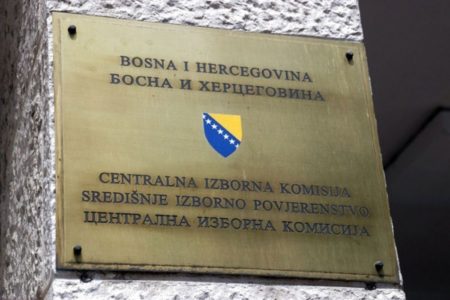 BOSNA I HERCEGOVINA
БОСНА И ХЕРЦЕГОВИНА
CENTRALNA IZBORNA KOMISIJA
SREDIŠNJE IZBORNO POVJERENSTVO
ЦЕНТРАЛНА ИЗБОРНА КОМИСИЈА